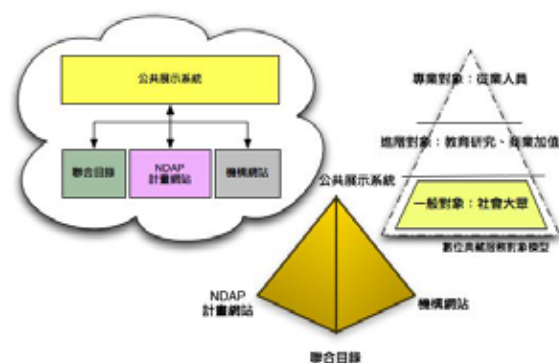 公共展示系統
聯合目錄
NDAP
計畫網站
機構網站
專業對象：從業人員
進階對象：教育研究、商業加值
一般對象：社會大眾
數位典藏服務對象模型
公共展示系統
NDAP
計畫網站
機構網站
聯合目錄